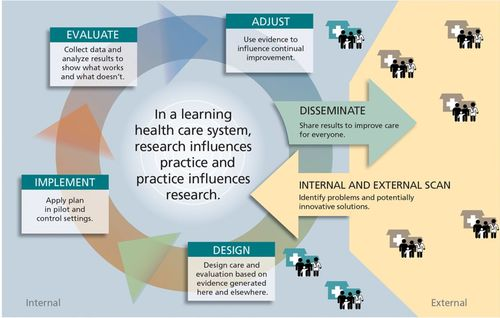 EVALUATE
Collect data and
analyze results to
show what works
and what doesn't.
ADJUST
Use evidence to
influence continual
improvement.
In a learning
health care system,
research influences
practice and
practice influences
research.
DISSEMINATE
Share results to improve care
for everyone.
INTERNAL AND EXTERNAL SCAN
Identify problems and potentially
innovative solutions.
IMPLEMENT
Apply plan
in pilot and
control settings.
DESIGN
Design care and
evaluation based on
evidence generated
here and elsewhere.
Internal
External